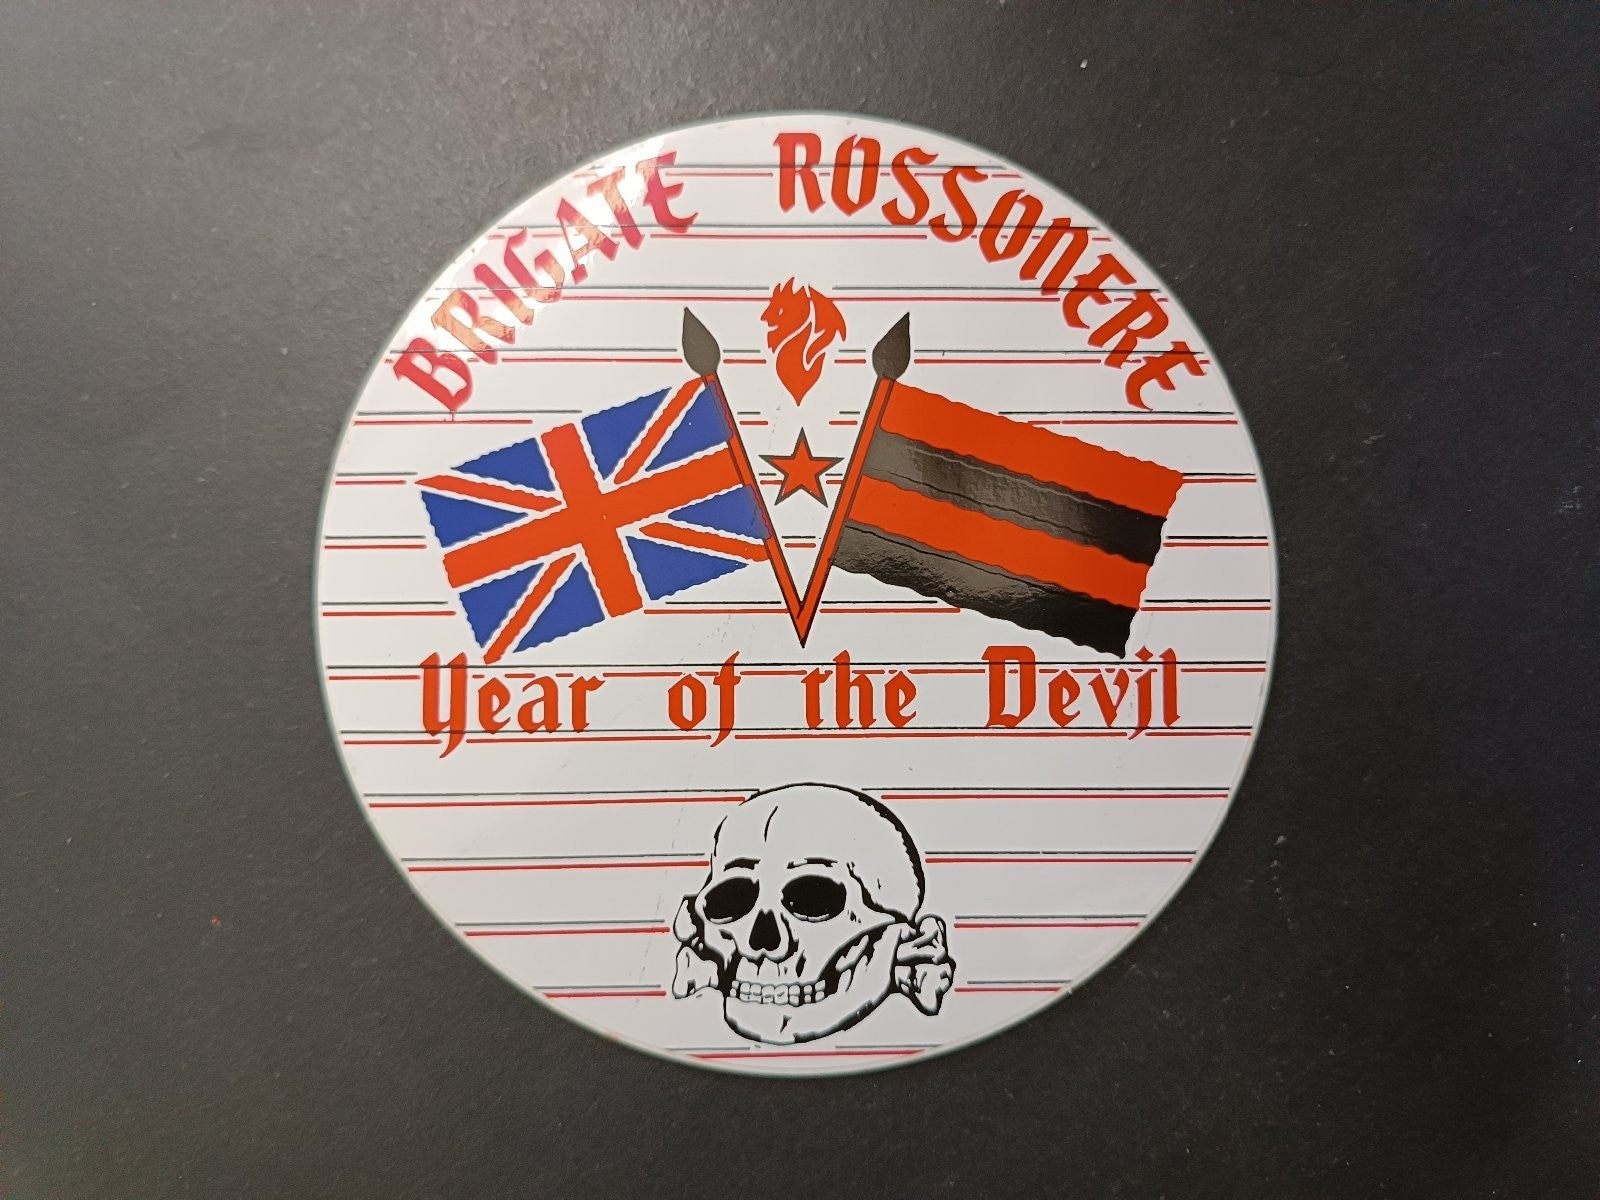 BRIGATE ROSSONERE
Year of the Devil